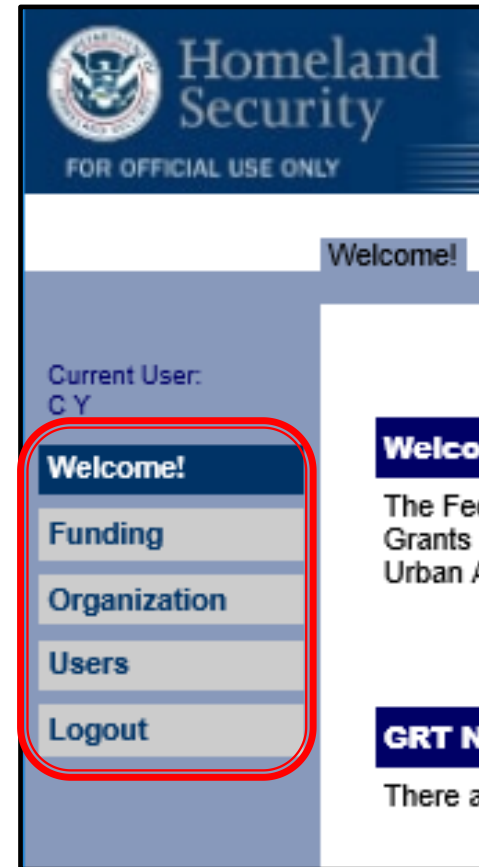 Homeland
Security
FOR OFFICIAL USE ONLY
Welcome!
Current User:
C Y
Welcome!
Funding
Organization
Users
Logout
Welco
The Fe
Grants
Urban A
GRT N
There a